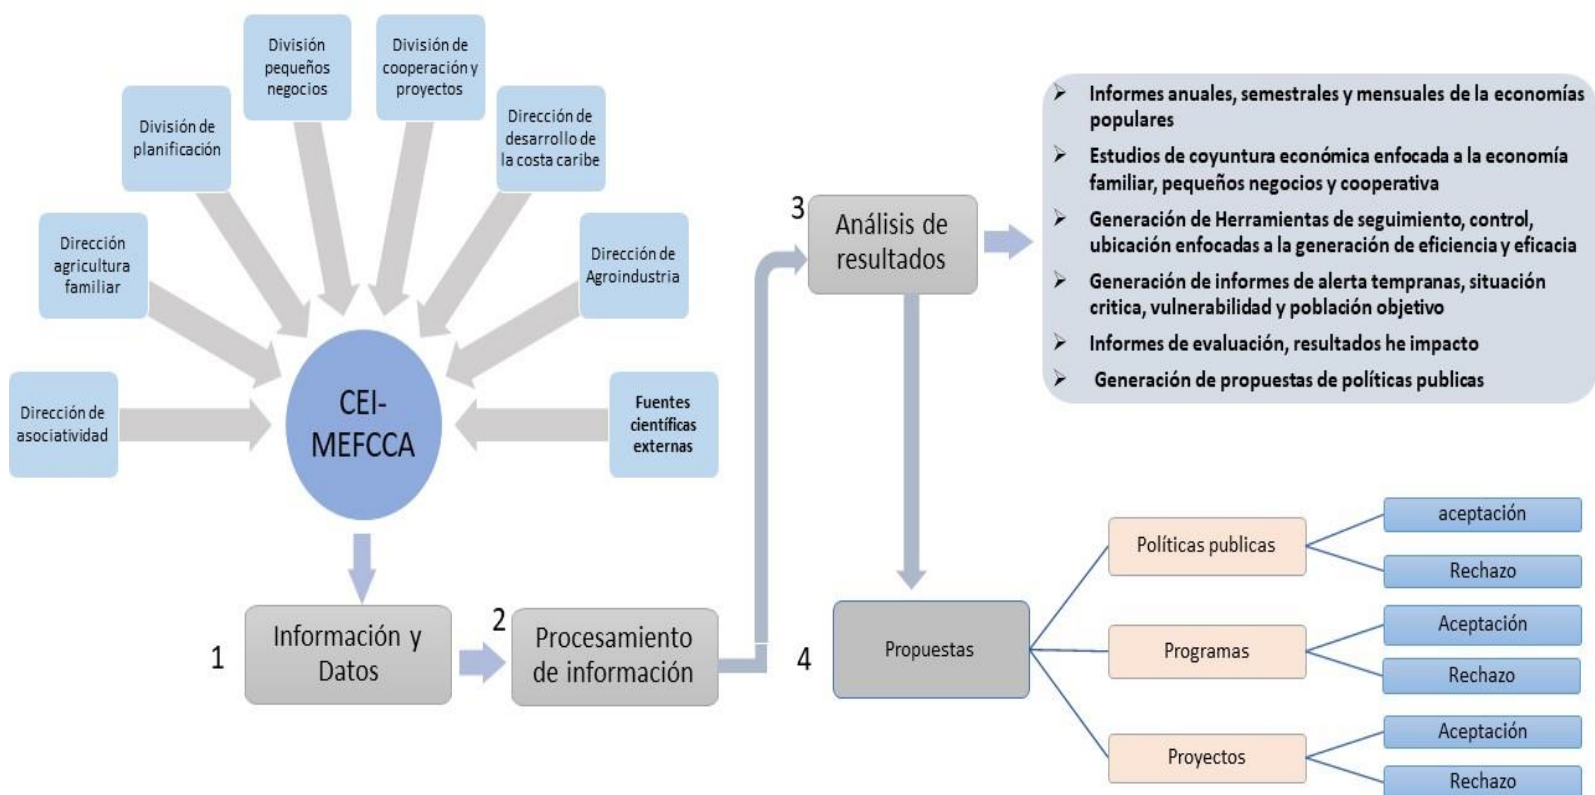 División
pequeños
negocios
División de
cooperación y
proyectos
División de
planificación
Dirección de
desarrollo de
la costa caribe
Dirección
agricultura
familiar
Dirección de
Agroindustria
Dirección de
asociatividad
Fuentes
científicas
externas
CEI-
MEFCCA
1
Información y
Datos
2
Procesamiento
de información
3
Análisis de
resultados
➤ Informes anuales, semestrales y mensuales de la economías
populares
➤ Estudios de coyuntura económica enfocada a la economía
familiar, pequeños negocios y cooperativa
➤ Generación de Herramientas de seguimiento, control,
ubicación enfocadas a la generación de eficiencia y eficacia
➤ Generación de informes de alerta tempranas, situación
critica, vulnerabilidad y población objetivo
➤ Informes de evaluación, resultados he impacto
➤ Generación de propuestas de políticas publicas
4
Propuestas
Políticas publicas
aceptación
Rechazo
Programas
Aceptación
Rechazo
Proyectos
Aceptación
Rechazo